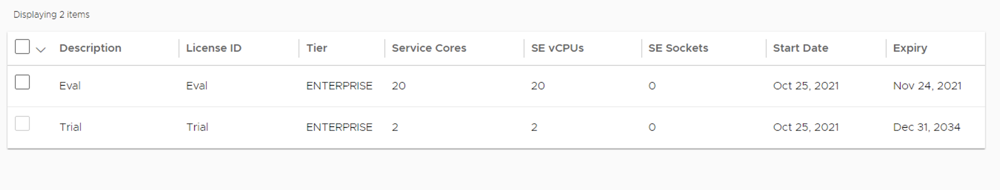 Displaying 2 items
Description License ID Tier Service Cores SE vCPUs SE Sockets Start Date Expiry
Eval Eval ENTERPRISE 20 20 0 Oct 25, 2021 Nov 24, 2021
Trial Trial ENTERPRISE 2 2 0 Oct 25, 2021 Dec 31, 2034